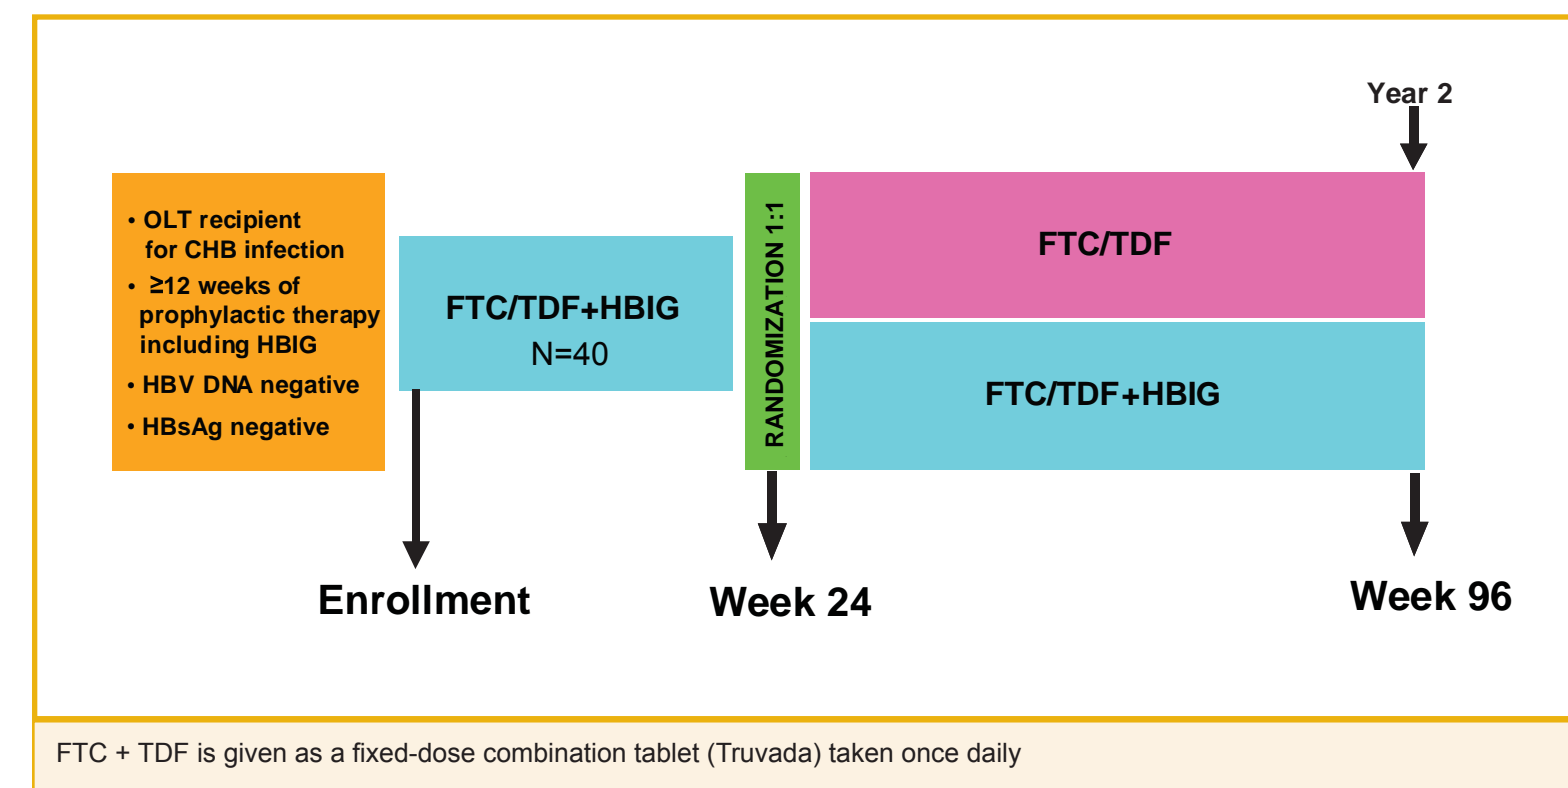 Year 2
• OLT recipient
for CHB infection
• ≥12 weeks of
prophylactic therapy
including HBIG
• HBV DNA negative
• HBsAg negative
FTC/TDF+HBIG
N=40
RANDOMIZATION 1:1
FTC/TDF
FTC/TDF+HBIG
Enrollment
Week 24
Week 96
FTC + TDF is given as a fixed-dose combination tablet (Truvada) taken once daily